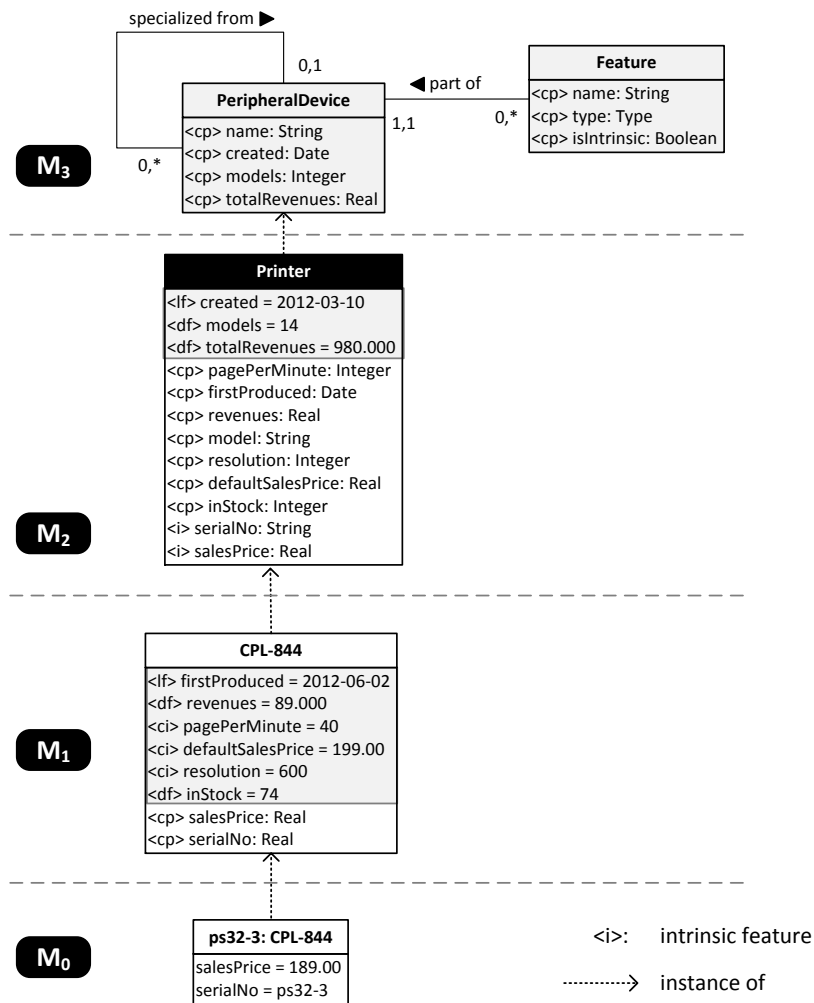 specialized from ▶
0,1
◀ part of
Feature
<cp> name: String
<cp> type: Type
<cp> isIntrinsic: Boolean
PeripheralDevice
<cp> name: String
<cp> created: Date
<cp> models: Integer
<cp> totalRevenues: Real
1,1
0,*
0,*
M₃
Printer
<lf> created = 2012-03-10
<df> models = 14
<df> totalRevenues = 980.000
<cp> pagePerMinute: Integer
<cp> firstProduced: Date
<cp> revenues: Real
<cp> model: String
<cp> resolution: Integer
<cp> defaultSalesPrice: Real
<cp> inStock: Integer
<i> serialNo: String
<i> salesPrice: Real
M₂
CPL-844
<lf> firstProduced = 2012-06-02
<df> revenues = 89.000
<ci> pagePerMinute = 40
<ci> defaultSalesPrice = 199.00
<ci> resolution = 600
<df> inStock = 74
<cp> salesPrice: Real
<cp> serialNo: Real
M₁
ps32-3: CPL-844
salesPrice = 189.00
serialNo = ps32-3
M₀
<i>: intrinsic feature
instance of